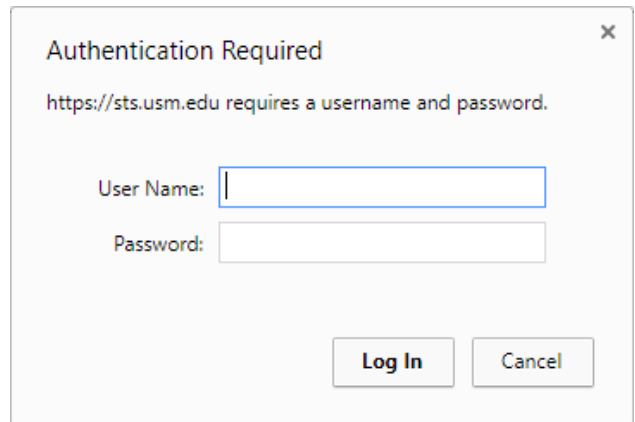 Authentication Required
https://sts.usm.edu requires a username and password.
User Name:
Password:
Log In
Cancel